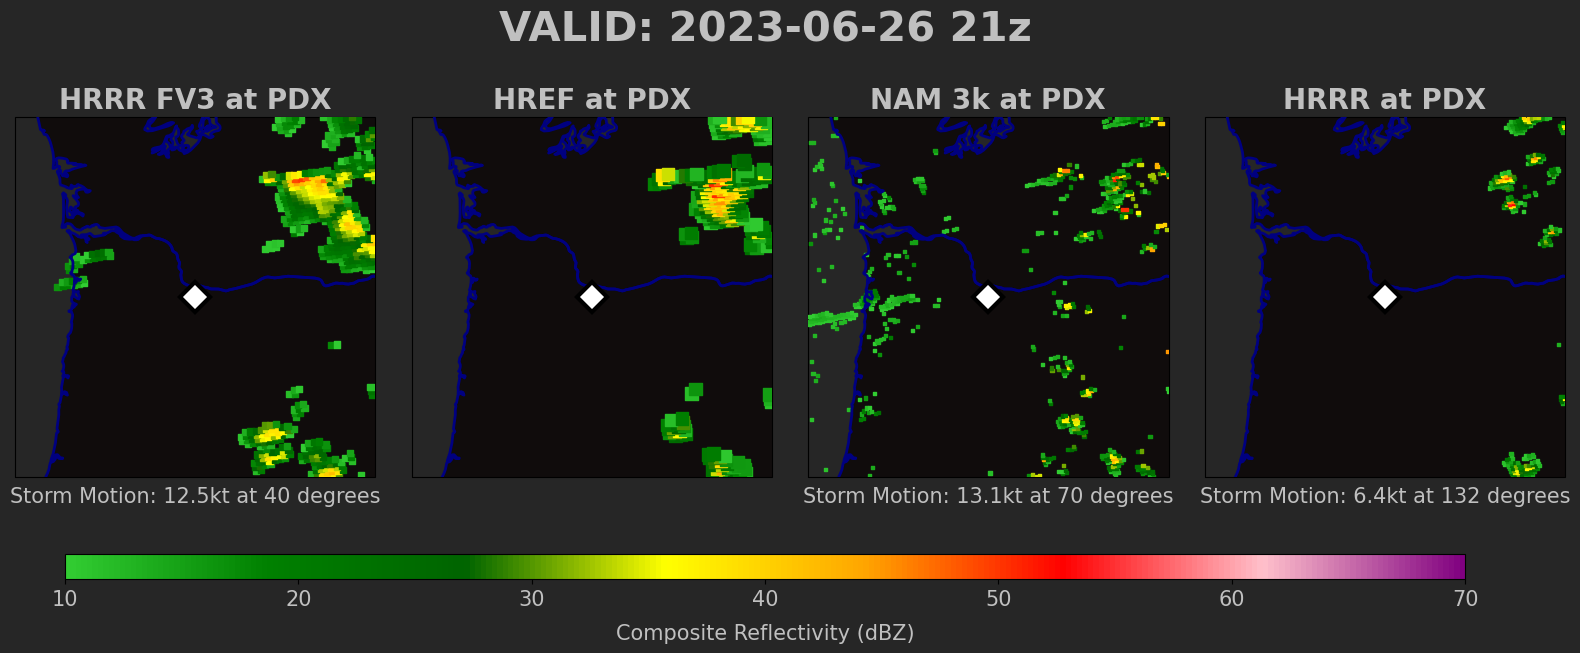 VALID: 2023-06-26 21z
HRRR FV3 at PDX
HREF at PDX
NAM 3k at PDX
HRRR at PDX
Storm Motion: 12.5kt at 40 degrees
Storm Motion: 13.1kt at 70 degrees
Storm Motion: 6.4kt at 132 degrees
10 20 30 40 50 60 70
Composite Reflectivity (dBZ)